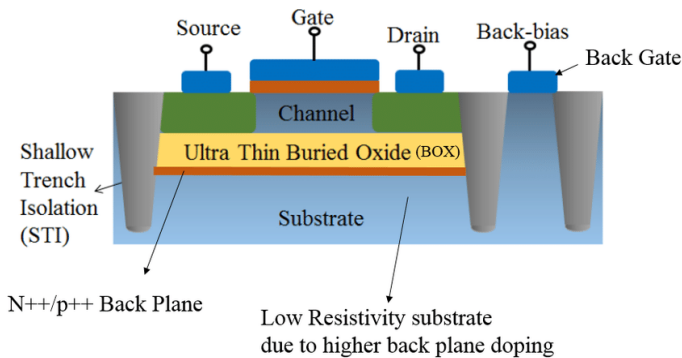 Source
Gate
Drain
Back-bias
Back Gate
Channel
Ultra Thin Buried Oxide (BOX)
Shallow
Trench
Isolation
(STI)
Substrate
N++/p++ Back Plane
Low Resistivity substrate
due to higher back plane doping